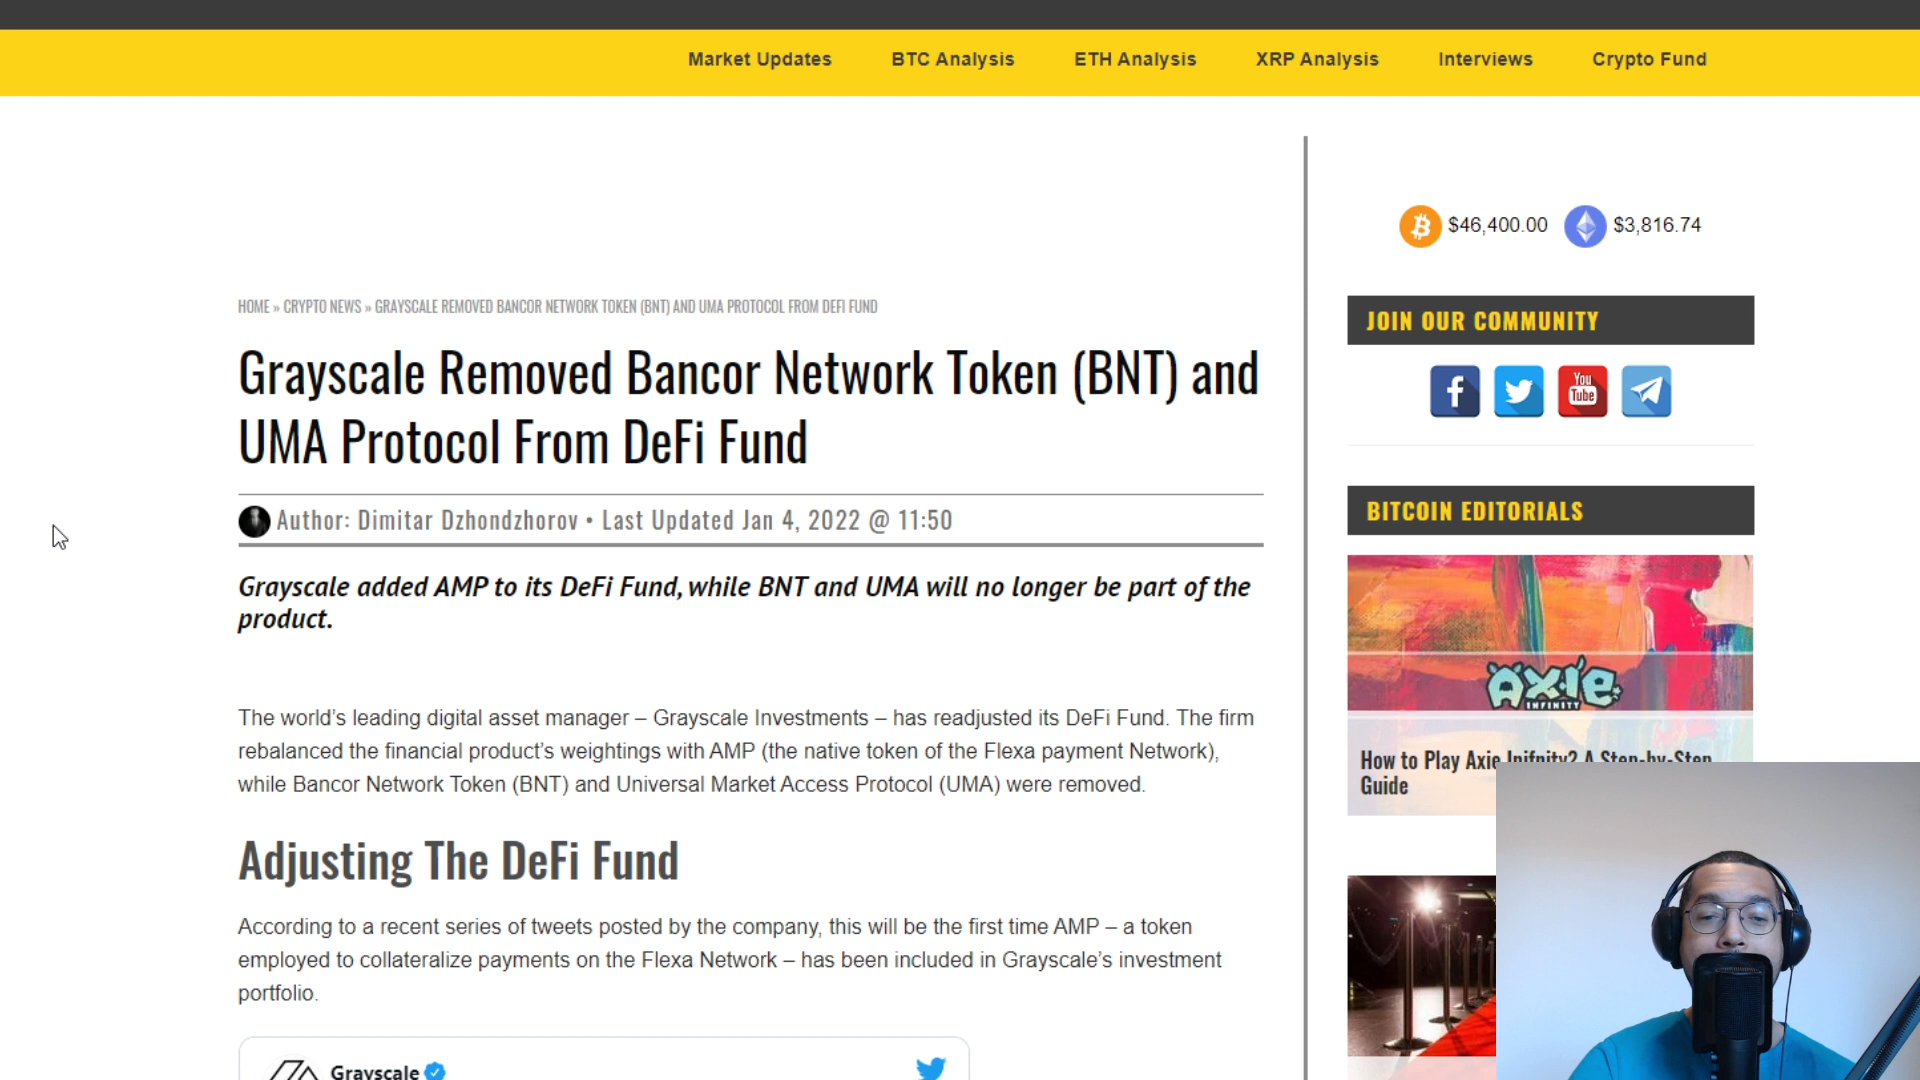 Market Updates BTC Analysis ETH Analysis XRP Analysis Interviews Crypto Fund
$46,400.00 $3,816.74
HOME » CRYPTO NEWS » GRAYSCALE REMOVED BANCOR NETWORK TOKEN (BNT) AND UMA PROTOCOL FROM DEFI FUND
Grayscale Removed Bancor Network Token (BNT) and
UMA Protocol From DeFi Fund
Author: Dimitar Dzhondzhorov • Last Updated Jan 4, 2022 @ 11:50
Grayscale added AMP to its DeFi Fund, while BNT and UMA will no longer be part of the
product.
The world’s leading digital asset manager – Grayscale Investments – has readjusted its DeFi Fund. The firm
rebalanced the financial product’s weightings with AMP (the native token of the Flexa payment Network),
while Bancor Network Token (BNT) and Universal Market Access Protocol (UMA) were removed.
Adjusting The DeFi Fund
According to a recent series of tweets posted by the company, this will be the first time AMP – a token
employed to collateralize payments on the Flexa Network – has been included in Grayscale’s investment
portfolio.
Grayscale
JOIN OUR COMMUNITY
You
Tube
BITCOIN EDITORIALS
AXIE
INFINITY
How to Play Axie Inifnity? A Step-by-Step
Guide